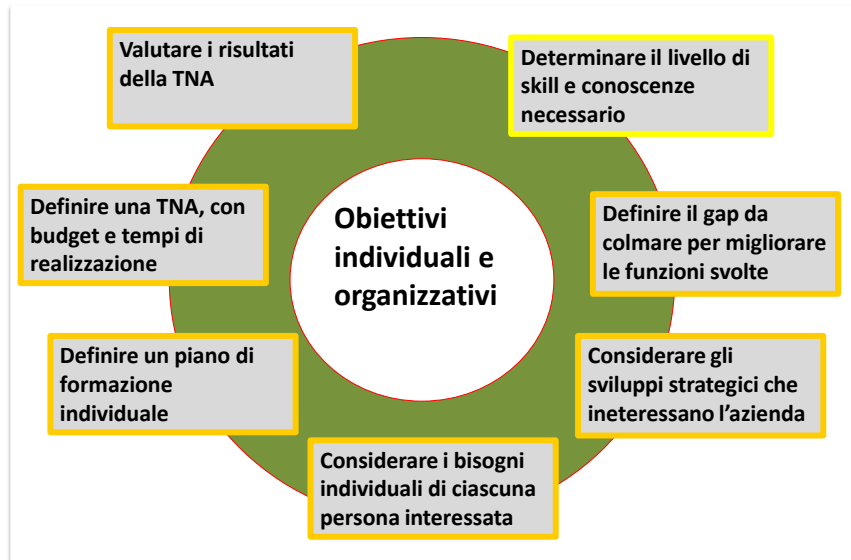 Valutare i risultati
della TNA
Determinare il livello di
skill e conoscenze
necessario
Definire una TNA, con
budget e tempi di
realizzazione
Obiettivi
individuali e
organizzativi
Definire il gap da
colmare per migliorare
le funzioni svolte
Definire un piano di
formazione
individuale
Considerare gli
sviluppi strategici che
ineteressano l’azienda
Considerare i bisogni
individuali di ciascuna
persona interessata